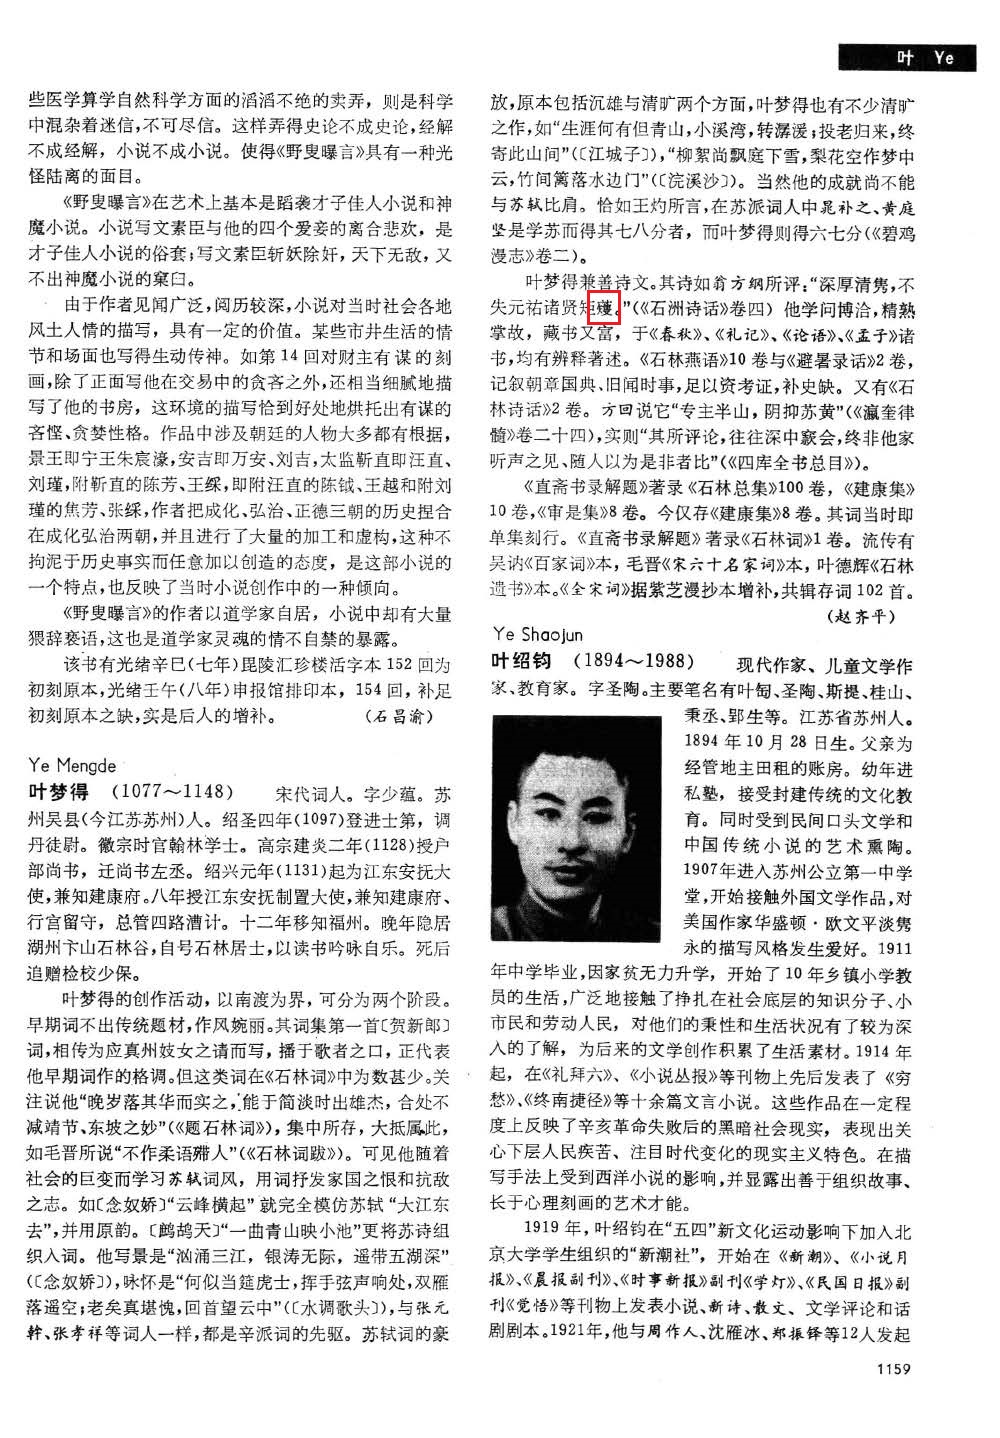 叶 Ye
些医学算学自然科学方面的滔滔不绝的卖弄，则是科学
中混杂着迷信，不可尽信。这样弄得史论不成史论，经解
不成经解，小说不成小说。使得《野叟曝言》具有一种光
怪陆离的面目。
《野叟曝言》在艺术上基本是蹈袭才子佳人小说和神
魔小说。小说写文素臣与他的四个爱妾的离合悲欢，是
才子佳人小说的俗套；写文素臣斩妖除奸，天下无敌，又
不出神魔小说的窠臼。
由于作者见闻广泛，阅历较深，小说对当时社会各地
风土人情的描写，具有一定的价值。某些市井生活的情
节和场面也写得生动传神。如第14回对财主有谋的刻
画，除了正面写他在交易中的贪吝之外，还相当细腻地描
写了他的书房，这环境的描写恰到好处地烘托出有谋的
吝悭、贪婪性格。作品中涉及朝廷的人物大多都有根据，
景王即宁王朱宸濠，安吉即万安、刘吉，太监靳直即汪直、
刘瑾，附靳直的陈芳、王綵，即附汪直的陈钺、王越和附刘
瑾的焦芳、张綵，作者把成化、弘治、正德三朝的历史捏合
在成化弘治两朝，并且进行了大量的加工和虚构，这种不
拘泥于历史事实而任意加以创造的态度，是这部小说的
一个特点，也反映了当时小说创作中的一种倾向。
《野叟曝言》的作者以道学家自居，小说中却有大量
猥辞亵语，这也是道学家灵魂的情不自禁的暴露。
该书有光绪辛巳（七年）毘陵汇珍楼活字本152回为
初刻原本，光绪壬午（八年）申报馆排印本，154回，补足
初刻原本之缺，实是后人的增补。 （石昌渝）
Ye Mengde
叶梦得 （1077～1148） 宋代词人。字少蕴。苏
州吴县（今江苏苏州）人。绍圣四年（1097）登进士第，调
丹徒尉。徽宗时官翰林学士。高宗建炎二年（1128）授户
部尚书，迁尚书左丞。绍兴元年（1131）起为江东安抚大
使，兼知建康府。八年授江东安抚制置大使，兼知建康府、
行宫留守，总管四路漕计。十二年移知福州。晚年隐居
湖州卞山石林谷，自号石林居士，以读书吟咏自乐。死后
追赠检校少保。
叶梦得的创作活动，以南渡为界，可分为两个阶段。
早期词不出传统题材，作风婉丽。其词集第一首〔贺新郎〕
词，相传为应真州妓女之请而写，播于歌者之口，正代表
他早期词作的格调。但这类词在《石林词》中为数甚少。关
注说他“晚岁落其华而实之，能于简淡时出雄杰，合处不
减靖节、东坡之妙”（《题石林词》），集中所存，大抵属此，
如毛晋所说“不作柔语殢人”（《石林词跋》）。可见他随着
社会的巨变而学习苏轼词风，用词抒发家国之恨和抗敌
之志。如〔念奴娇〕“云峰横起”就完全模仿苏轼“大江东
去”，并用原韵。〔鹧鸪天〕“一曲青山映小池”更将苏诗组
织入词。他写景是“汹涌三江，银涛无际，遥带五湖深”
（〔念奴娇〕），咏怀是“何似当筵虎士，挥手弦声响处，双雁
落遥空；老矣真堪愧，回首望云中”（〔水调歌头〕），与张元
幹、张孝祥等词人一样，都是辛派词的先驱。苏轼词的豪
放，原本包括沉雄与清旷两个方面，叶梦得也有不少清旷
之作，如“生涯何有但青山，小溪湾，转潺湲；投老归来，终
寄此山间”（〔江城子〕），“柳絮尚飘庭下雪，梨花空作梦中
云，竹间篱落水边门”（〔浣溪沙〕）。当然他的成就尚不能
与苏轼比肩。恰如王灼所言，在苏派词人中晁补之、黄庭
坚是学苏而得其七八分者，而叶梦得则得六七分（《碧鸡
漫志》卷二）。
叶梦得兼善诗文。其诗如翁方纲所评：“深厚清隽，不
失元祐诸贤矩矱。”（《石洲诗话》卷四）他学问博洽，精熟
掌故，藏书又富，于《春秋》、《礼记》、《论语》、《孟子》诸
书，均有辨释著述。《石林燕语》10卷与《避暑录话》2卷，
记叙朝章国典、旧闻时事，足以资考证，补史缺。又有《石
林诗话》2卷。方回说它“专主半山，阴抑苏黄”（《瀛奎律
髓》卷二十四），实则“其所评论，往往深中窾会，终非他家
听声之见、随人以为是非者比”（《四库全书总目》）。
《直斋书录解题》著录《石林总集》100卷，《建康集》
10卷，《审是集》8卷。今仅存《建康集》8卷。其词当时即
单集刻行。《直斋书录解题》著录《石林词》1卷。流传有
吴讷《百家词》本，毛晋《宋六十名家词》本，叶德辉《石林
遗书》本。《全宋词》据紫芝漫抄本增补，共辑存词102首。
（赵齐平）
Ye Shaojun
叶绍钧 （1894～1988） 现代作家、儿童文学作
家、教育家。字圣陶。主要笔名有叶匋、圣陶、斯提、桂山、
秉丞、郢生等。江苏省苏州人。
1894年10月28日生。父亲为
经管地主田租的账房。幼年进
私塾，接受封建传统的文化教
育。同时受到民间口头文学和
中国传统小说的艺术熏陶。
1907年进入苏州公立第一中学
堂，开始接触外国文学作品，对
美国作家华盛顿·欧文平淡隽
永的描写风格发生爱好。1911
年中学毕业，因家贫无力升学，开始了10年乡镇小学教
员的生活，广泛地接触了挣扎在社会底层的知识分子、小
市民和劳动人民，对他们的秉性和生活状况有了较为深
入的了解，为后来的文学创作积累了生活素材。1914年
起，在《礼拜六》、《小说丛报》等刊物上先后发表了《穷
愁》、《终南捷径》等十余篇文言小说。这些作品在一定程
度上反映了辛亥革命失败后的黑暗社会现实，表现出关
心下层人民疾苦、注目时代变化的现实主义特色。在描
写手法上受到西洋小说的影响，并显露出善于组织故事、
长于心理刻画的艺术才能。
1919年，叶绍钧在“五四”新文化运动影响下加入北
京大学学生组织的“新潮社”，开始在《新潮》、《小说月
报》、《晨报副刊》、《时事新报》副刊《学灯》、《民国日报》副
刊《觉悟》等刊物上发表小说、新诗、散文、文学评论和话
剧剧本。1921年，他与周作人、沈雁冰、郑振铎等12人发起
1159